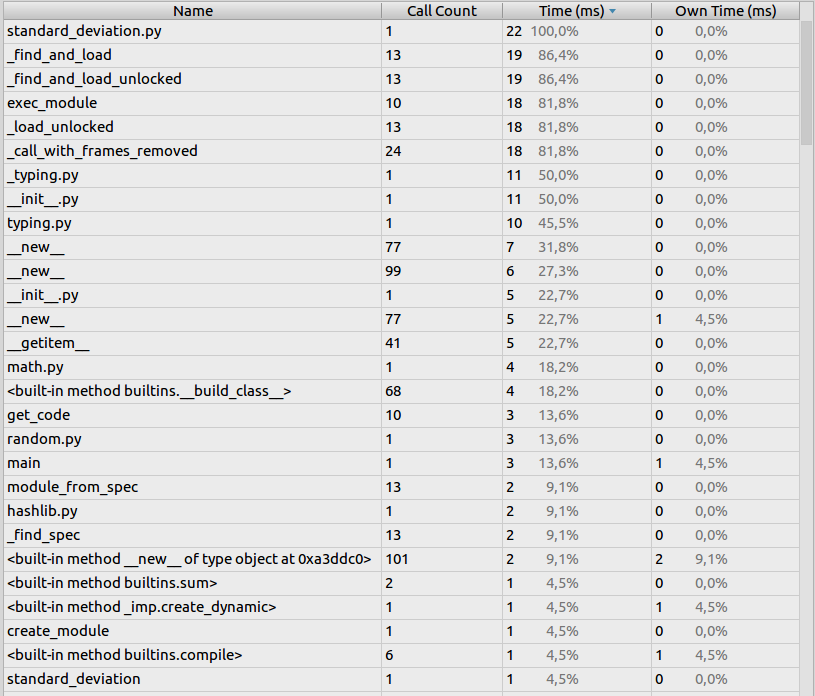 Name Call Count Time (ms) Own Time (ms)
standard_deviation.py 1 22 100,0% 0 0,0%
_find_and_load 13 19 86,4% 0 0,0%
_find_and_load_unlocked 13 19 86,4% 0 0,0%
exec_module 10 18 81,8% 0 0,0%
_load_unlocked 13 18 81,8% 0 0,0%
_call_with_frames_removed 24 18 81,8% 0 0,0%
_typing.py 1 11 50,0% 0 0,0%
__init__.py 1 11 50,0% 0 0,0%
typing.py 1 10 45,5% 0 0,0%
__new__ 77 7 31,8% 0 0,0%
__new__ 99 6 27,3% 0 0,0%
__init__.py 1 5 22,7% 0 0,0%
__new__ 77 5 22,7% 1 4,5%
__getitem__ 41 5 22,7% 0 0,0%
math.py 1 4 18,2% 0 0,0%
<built-in method builtins.__build_class__> 68 4 18,2% 0 0,0%
get_code 10 3 13,6% 0 0,0%
random.py 1 3 13,6% 0 0,0%
main 1 3 13,6% 1 4,5%
module_from_spec 13 2 9,1% 0 0,0%
hashlib.py 1 2 9,1% 0 0,0%
_find_spec 13 2 9,1% 0 0,0%
<built-in method __new__ of type object at 0xa3ddc0> 101 2 9,1% 2 9,1%
<built-in method builtins.sum> 2 1 4,5% 0 0,0%
<built-in method _imp.create_dynamic> 1 1 4,5% 1 4,5%
create_module 1 1 4,5% 0 0,0%
<built-in method builtins.compile> 6 1 4,5% 1 4,5%
standard_deviation 1 1 4,5% 0 0,0%